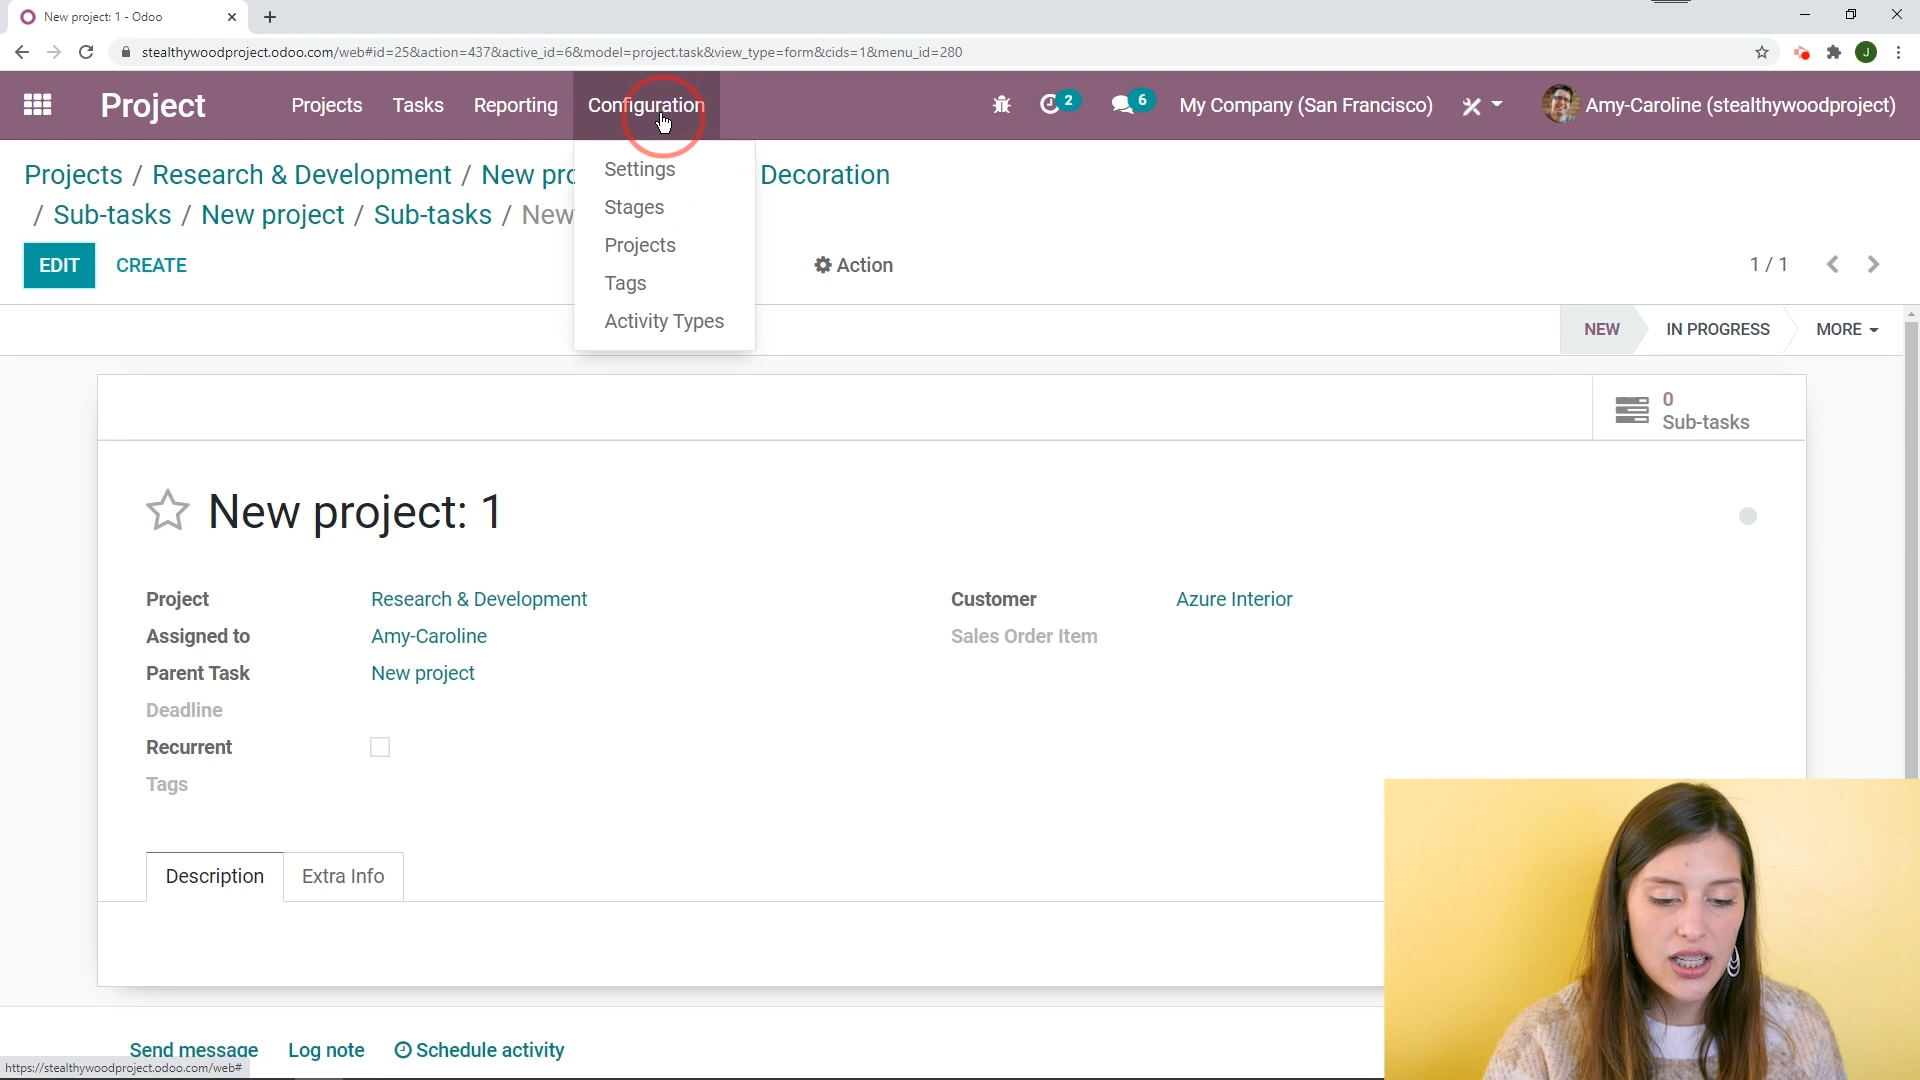 New project: 1 - Odoo
stealthywoodproject.odoo.com/web#id=25&action=437&active_id=6&model=project.task&view_type=form&cids=1&menu_id=280
J
Project Projects Tasks Reporting Configuration 2 6 My Company (San Francisco) Amy-Caroline (stealthywoodproject)
Settings
Stages
Projects
Tags
Activity Types
Projects / Research & Development / New pro Decoration
/ Sub-tasks / New project / Sub-tasks / New
EDIT CREATE Action 1 / 1
NEW IN PROGRESS MORE
0
Sub-tasks
New project: 1
Project Research & Development Customer Azure Interior
Assigned to Amy-Caroline Sales Order Item
Parent Task New project
Deadline
Recurrent
Tags
Description Extra Info
Send message Log note Schedule activity
https://stealthywoodproject.odoo.com/web#